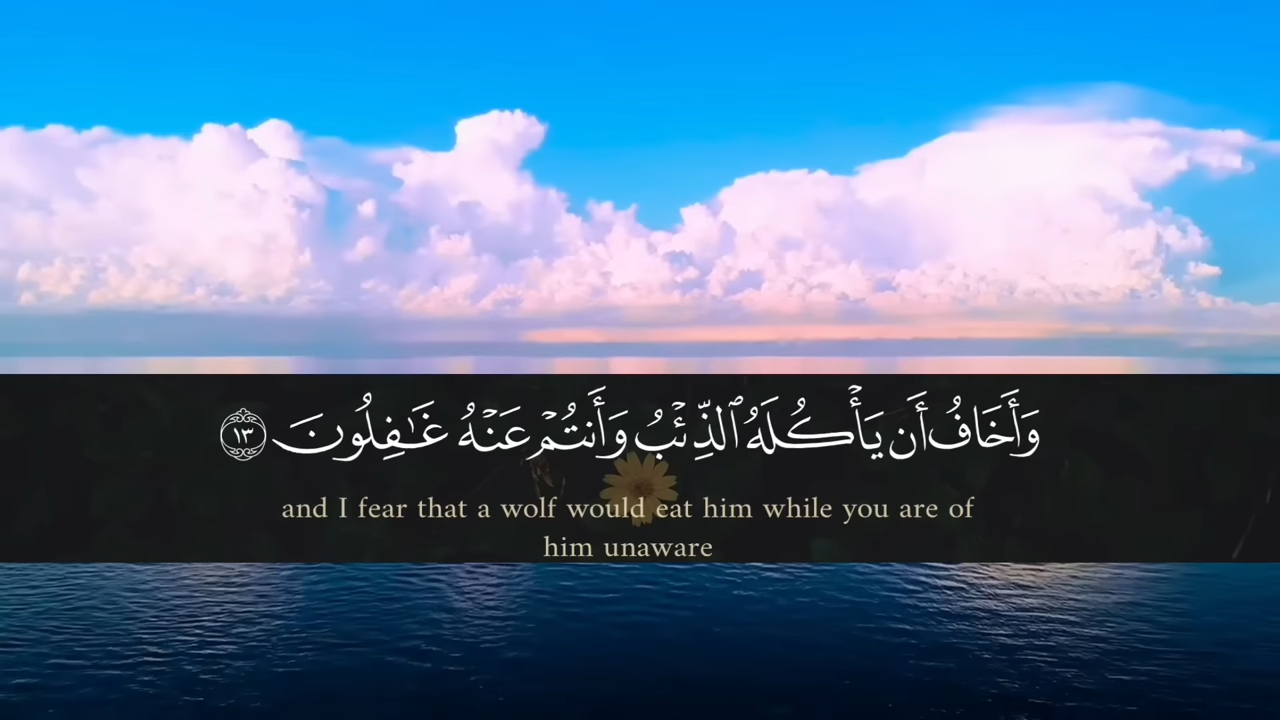 وَأَخَافُ أَن يَأْكُلَهُ ٱلذِّئْبُ وَأَنتُمْ عَنْهُ غَـٰفِلُونَ ١٣
and I fear that a wolf would eat him while you are of
him unaware